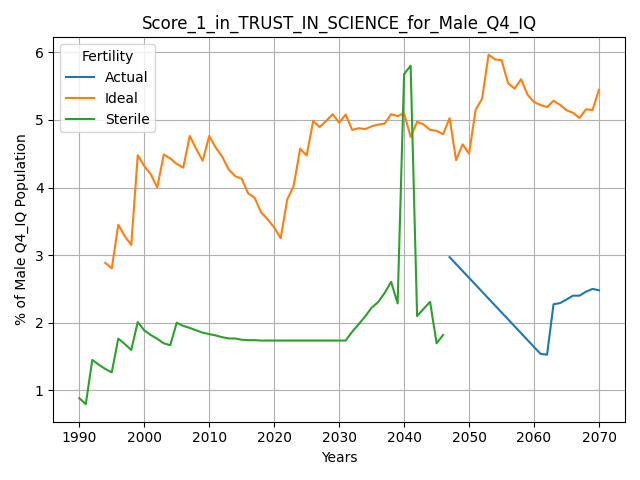 Score_1_in_TRUST_IN_SCIENCE_for_Male_Q4_IQ
Fertility
Actual
Ideal
Sterile
% of Male Q4_IQ Population
6
5
4
3
2
1
1990 2000 2010 2020 2030 2040 2050 2060 2070
Years